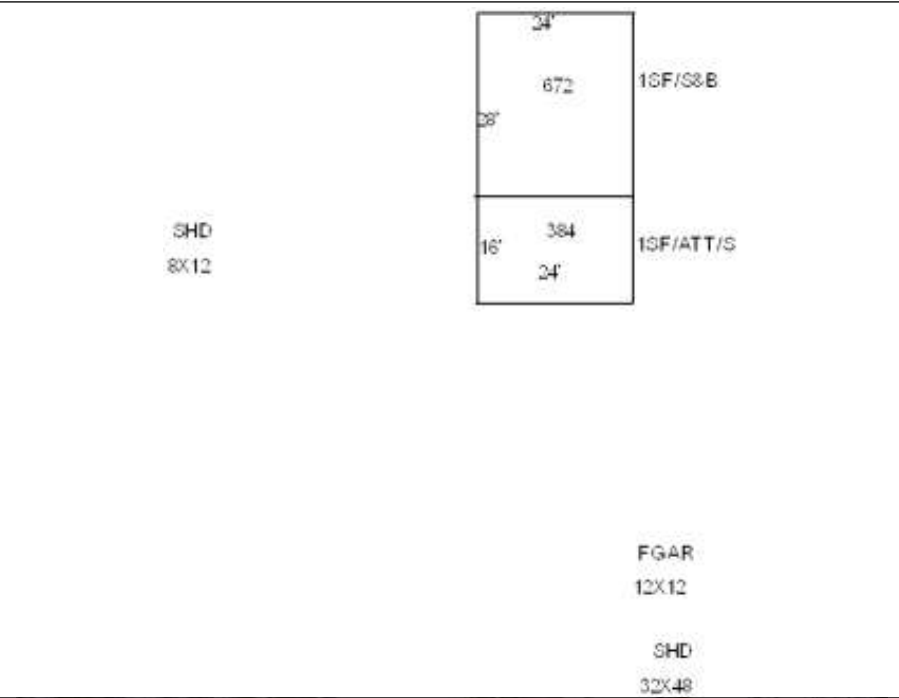 24'
672
1SF/S&B
28'
SHD
8X12
384
16'
1SF/ATT/S
24'
FGAR
12X12
SHD
32X48